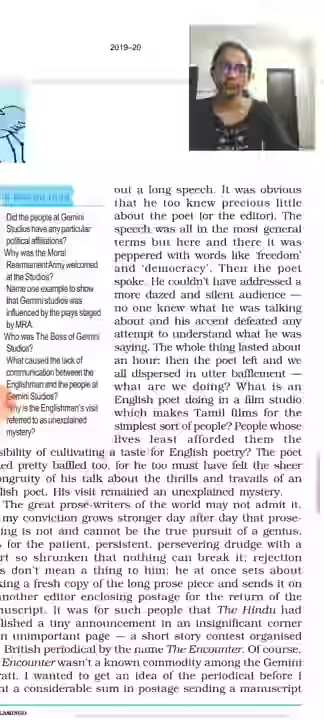 2019–20
out a long speech. It was obvious
that he too knew precious little
about the poet (or the editor). The
speech was all in the most general
terms but here and there it was
peppered with words like 'freedom'
and 'democracy'. Then the poet
spoke. He couldn't have addressed a
more dazed and silent audience —
no one knew what he was talking
about and his accent defeated any
attempt to understand what he was
saying. The whole thing lasted about
an hour; then the poet left and we
all dispersed in utter bafflement —
what are we doing? What is an
English poet doing in a film studio
which makes Tamil films for the
simplest sort of people? People whose
lives least afforded them the
Did the people at Gemini
Studios have any particular
political affiliations?
Why was the Moral
Rearmament Army welcomed
at the Studios?
Name one example to show
that Gemini studios was
influenced by the plays staged
by MRA.
Who was The Boss of Gemini
Studios?
What caused the lack of
communication between the
Englishman and the people at
Gemini Studios?
Why is the Englishman's visit
referred to as unexplained
mystery?
sibility of cultivating a taste for English poetry? The poet
ed pretty baffled too, for he too must have felt the sheer
ongruity of his talk about the thrills and travails of an
lish poet. His visit remained an unexplained mystery.
The great prose-writers of the world may not admit it,
my conviction grows stronger day after day that prose-
ing is not and cannot be the true pursuit of a genius.
for the patient, persistent, persevering drudge with a
rt so shrunken that nothing can break it; rejection
s don't mean a thing to him; he at once sets about
king a fresh copy of the long prose piece and sends it on
nother editor enclosing postage for the return of the
nuscript. It was for such people that The Hindu had
lished a tiny announcement in an insignificant corner
n unimportant page — a short story contest organised
British periodical by the name The Encounter. Of course,
Encounter wasn't a known commodity among the Gemini
rati. I wanted to get an idea of the periodical before I
nt a considerable sum in postage sending a manuscript
LAMINGO